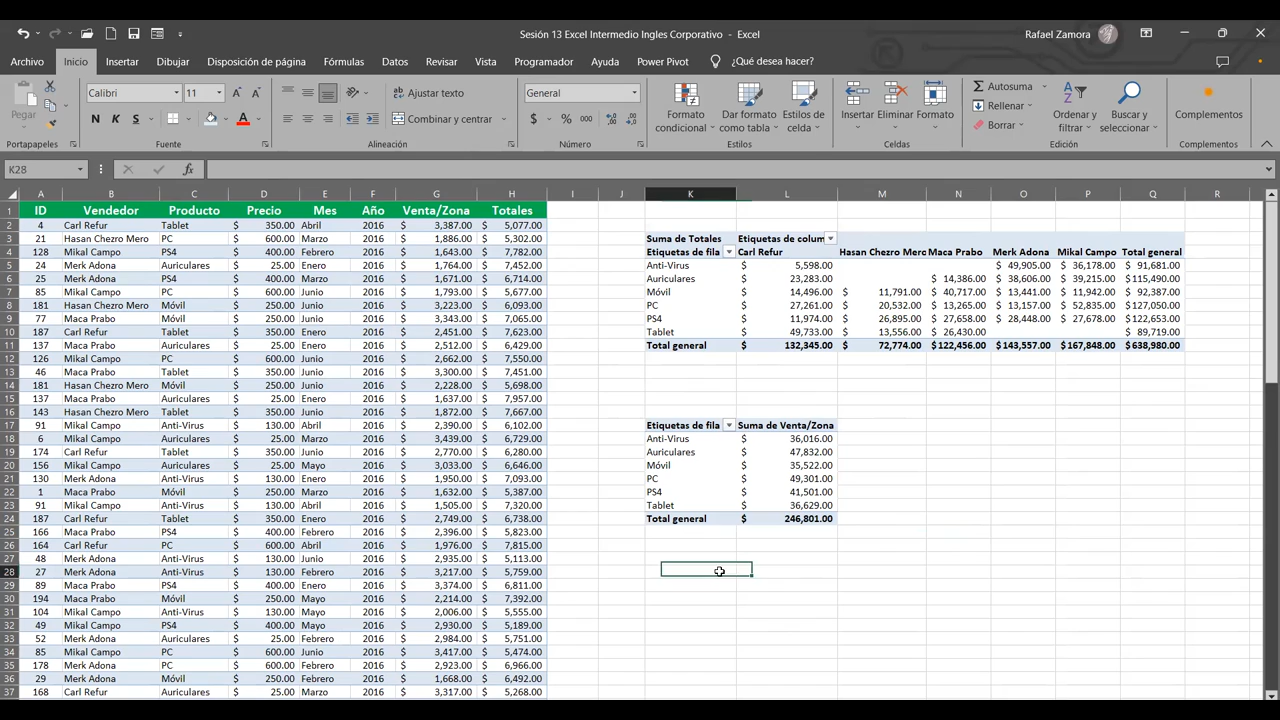 Sesión 13 Excel Intermedio Ingles Corporativo - Excel
Rafael Zamora
Archivo Inicio Insertar Dibujar Disposición de página Fórmulas Datos Revisar Vista Programador Ayuda Power Pivot ¿Qué desea hacer?
Pegar
Calibri 11
N K S A
Ajustar texto
Combinar y centrar
General
$ % 000
Formato condicional
Dar formato como tabla
Estilos de celda
Insertar Eliminar Formato
Autosuma
Rellenar
Borrar
Ordenar y filtrar
Buscar y seleccionar
Complementos
Portapapeles Fuente Alineación Número Estilos Celdas Edición Complementos
K28 fx
A B C D E F G H I J K L M N O P Q R
1 ID Vendedor Producto Precio Mes Año Venta/Zona Totales
2 4 Carl Refur Tablet $ 350.00 Abril 2016 $ 3,387.00 $ 5,077.00
3 21 Hasan Chezro Mero PC $ 600.00 Marzo 2016 $ 1,886.00 $ 5,302.00 Suma de Totales Etiquetas de colum
4 128 Mikal Campo PS4 $ 400.00 Marzo 2016 $ 1,643.00 $ 7,782.00 Etiquetas de fila Carl Refur Hasan Chezro Merc Maca Prabo Merk Adona Mikal Campo Total general
5 24 Merk Adona Auriculares $ 25.00 Enero 2016 $ 1,764.00 $ 7,452.00 Anti-Virus $ 5,598.00 $ 49,905.00 $ 36,178.00 $ 91,681.00
6 25 Merk Adona PS4 $ 400.00 Enero 2016 $ 1,671.00 $ 6,714.00 Auriculares $ 23,283.00 $ 14,386.00 $ 38,606.00 $ 39,215.00 $115,490.00
7 85 Mikal Campo PC $ 600.00 Junio 2016 $ 1,793.00 $ 5,677.00 Móvil $ 14,496.00 $ 11,791.00 $ 40,717.00 $ 13,441.00 $ 11,942.00 $ 92,387.00
8 181 Hasan Chezro Mero Móvil $ 250.00 Junio 2016 $ 3,223.00 $ 6,093.00 PC $ 27,261.00 $ 20,532.00 $ 13,265.00 $ 13,157.00 $ 52,835.00 $127,050.00
9 77 Maca Prabo Móvil $ 250.00 Enero 2016 $ 3,343.00 $ 7,065.00 PS4 $ 11,974.00 $ 26,895.00 $ 27,658.00 $ 28,448.00 $ 27,678.00 $122,653.00
10 187 Carl Refur Tablet $ 350.00 Enero 2016 $ 2,451.00 $ 7,623.00 Tablet $ 49,733.00 $ 13,556.00 $ 26,430.00 $ 89,719.00
11 137 Maca Prabo Auriculares $ 25.00 Enero 2016 $ 2,512.00 $ 6,429.00 Total general $ 132,345.00 $ 72,774.00 $122,456.00 $143,557.00 $167,848.00 $638,980.00
12 126 Mikal Campo PC $ 600.00 Junio 2016 $ 2,662.00 $ 7,550.00
13 46 Maca Prabo Tablet $ 350.00 Junio 2016 $ 3,300.00 $ 7,451.00
14 181 Hasan Chezro Mero Móvil $ 250.00 Junio 2016 $ 2,228.00 $ 5,698.00
15 137 Maca Prabo Auriculares $ 25.00 Junio 2016 $ 1,637.00 $ 7,957.00
16 143 Hasan Chezro Mero Tablet $ 350.00 Junio 2016 $ 1,872.00 $ 7,667.00
17 91 Mikal Campo Anti-Virus $ 130.00 Abril 2016 $ 2,390.00 $ 6,102.00 Etiquetas de fila Suma de Venta/Zona
18 6 Mikal Campo Auriculares $ 25.00 Marzo 2016 $ 3,439.00 $ 6,729.00 Anti-Virus $ 36,016.00
19 174 Carl Refur Tablet $ 350.00 Junio 2016 $ 2,770.00 $ 6,280.00 Auriculares $ 47,832.00
20 156 Mikal Campo Auriculares $ 25.00 Mayo 2016 $ 3,033.00 $ 6,646.00 Móvil $ 35,522.00
21 130 Merk Adona Anti-Virus $ 130.00 Enero 2016 $ 1,950.00 $ 7,093.00 PC $ 49,301.00
22 1 Maca Prabo Móvil $ 250.00 Marzo 2016 $ 1,632.00 $ 5,387.00 PS4 $ 41,501.00
23 91 Mikal Campo Anti-Virus $ 130.00 Abril 2016 $ 1,505.00 $ 7,320.00 Tablet $ 36,629.00
24 187 Carl Refur Tablet $ 350.00 Enero 2016 $ 2,749.00 $ 6,738.00 Total general $ 246,801.00
25 166 Maca Prabo PS4 $ 400.00 Febrero 2016 $ 2,396.00 $ 5,823.00
26 164 Carl Refur PC $ 600.00 Abril 2016 $ 1,976.00 $ 7,815.00
27 48 Merk Adona Anti-Virus $ 130.00 Junio 2016 $ 2,935.00 $ 5,113.00
28 27 Merk Adona Anti-Virus $ 130.00 Febrero 2016 $ 3,217.00 $ 5,759.00
29 89 Maca Prabo PS4 $ 400.00 Enero 2016 $ 3,374.00 $ 6,811.00
30 194 Maca Prabo Móvil $ 250.00 Mayo 2016 $ 2,214.00 $ 7,392.00
31 104 Mikal Campo Anti-Virus $ 130.00 Mayo 2016 $ 2,006.00 $ 5,555.00
32 49 Mikal Campo PS4 $ 400.00 Mayo 2016 $ 2,930.00 $ 5,189.00
33 52 Merk Adona Auriculares $ 25.00 Febrero 2016 $ 2,984.00 $ 5,751.00
34 85 Mikal Campo PC $ 600.00 Junio 2016 $ 3,417.00 $ 5,474.00
35 178 Merk Adona PC $ 600.00 Febrero 2016 $ 2,923.00 $ 6,966.00
36 29 Merk Adona Móvil $ 250.00 Febrero 2016 $ 1,668.00 $ 6,492.00
37 168 Carl Refur Auriculares $ 25.00 Marzo 2016 $ 3,317.00 $ 5,268.00